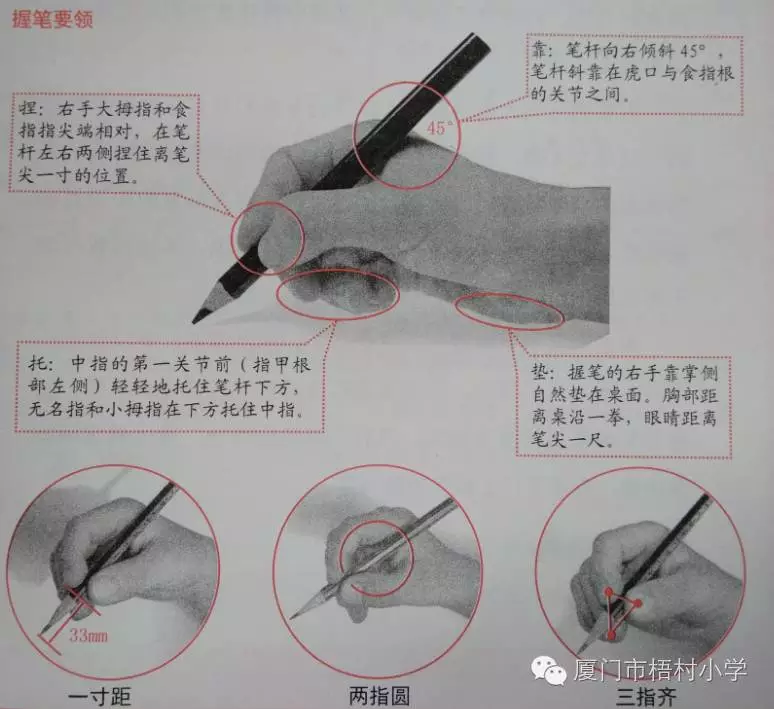 握笔要领
捏：右手大拇指和食
指指尖端相对，在笔
杆左右两侧捏住离笔
尖一寸的位置。
靠：笔杆向右倾斜45°，
笔杆斜靠在虎口与食指根
的关节之间。
45°
托：中指的第一关节前（指甲根
部左侧）轻轻地托住笔杆下方，
无名指和小拇指在下方托住中指。
垫：握笔的右手靠掌侧
自然垫在桌面。胸部距
离桌沿一拳，眼睛距离
笔尖一尺。
33mm
一寸距
两指圆
三指齐
厦门市梧村小学